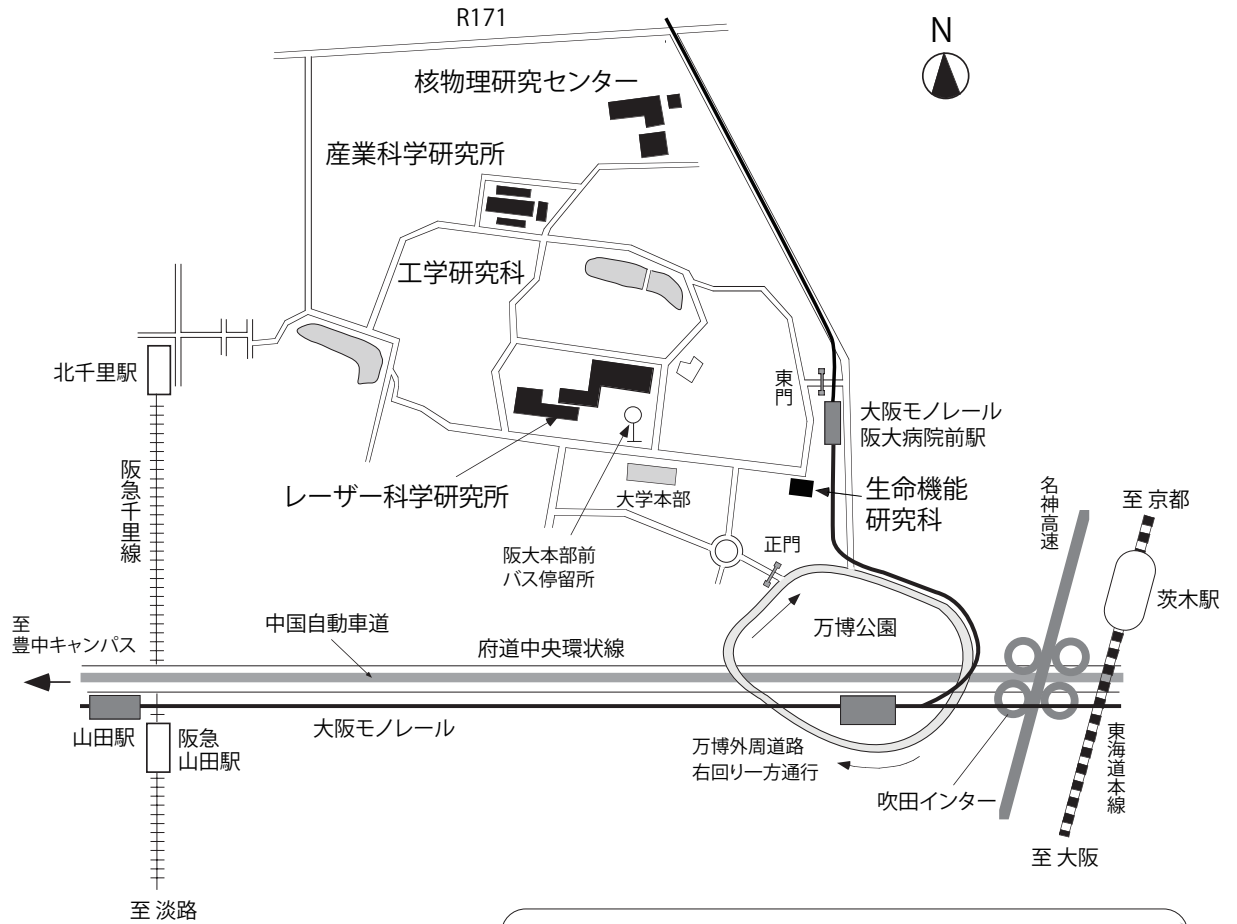 R171
N
核物理研究センター
産業科学研究所
工学研究科
北千里駅
東門
大阪モノレール
阪大病院前駅
阪急千里線
レーザー科学研究所
大学本部
生命機能
研究科
名神高速
至 京都
阪大本部前
バス停留所
正門
茨木駅
至
豊中キャンパス
中国自動車道
府道中央環状線
万博公園
山田駅
阪急
山田駅
大阪モノレール
万博外周道路
右回り一方通行
吹田インター
東海道本線
至 大阪
至 淡路